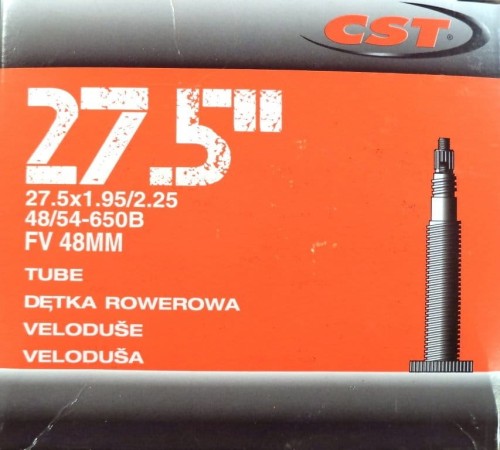 CST®
27.5"
27.5x1.95/2.25
48/54-650B
FV 48MM
TUBE
DĘTKA ROWEROWA
VELODUŠE
VELODUŠA